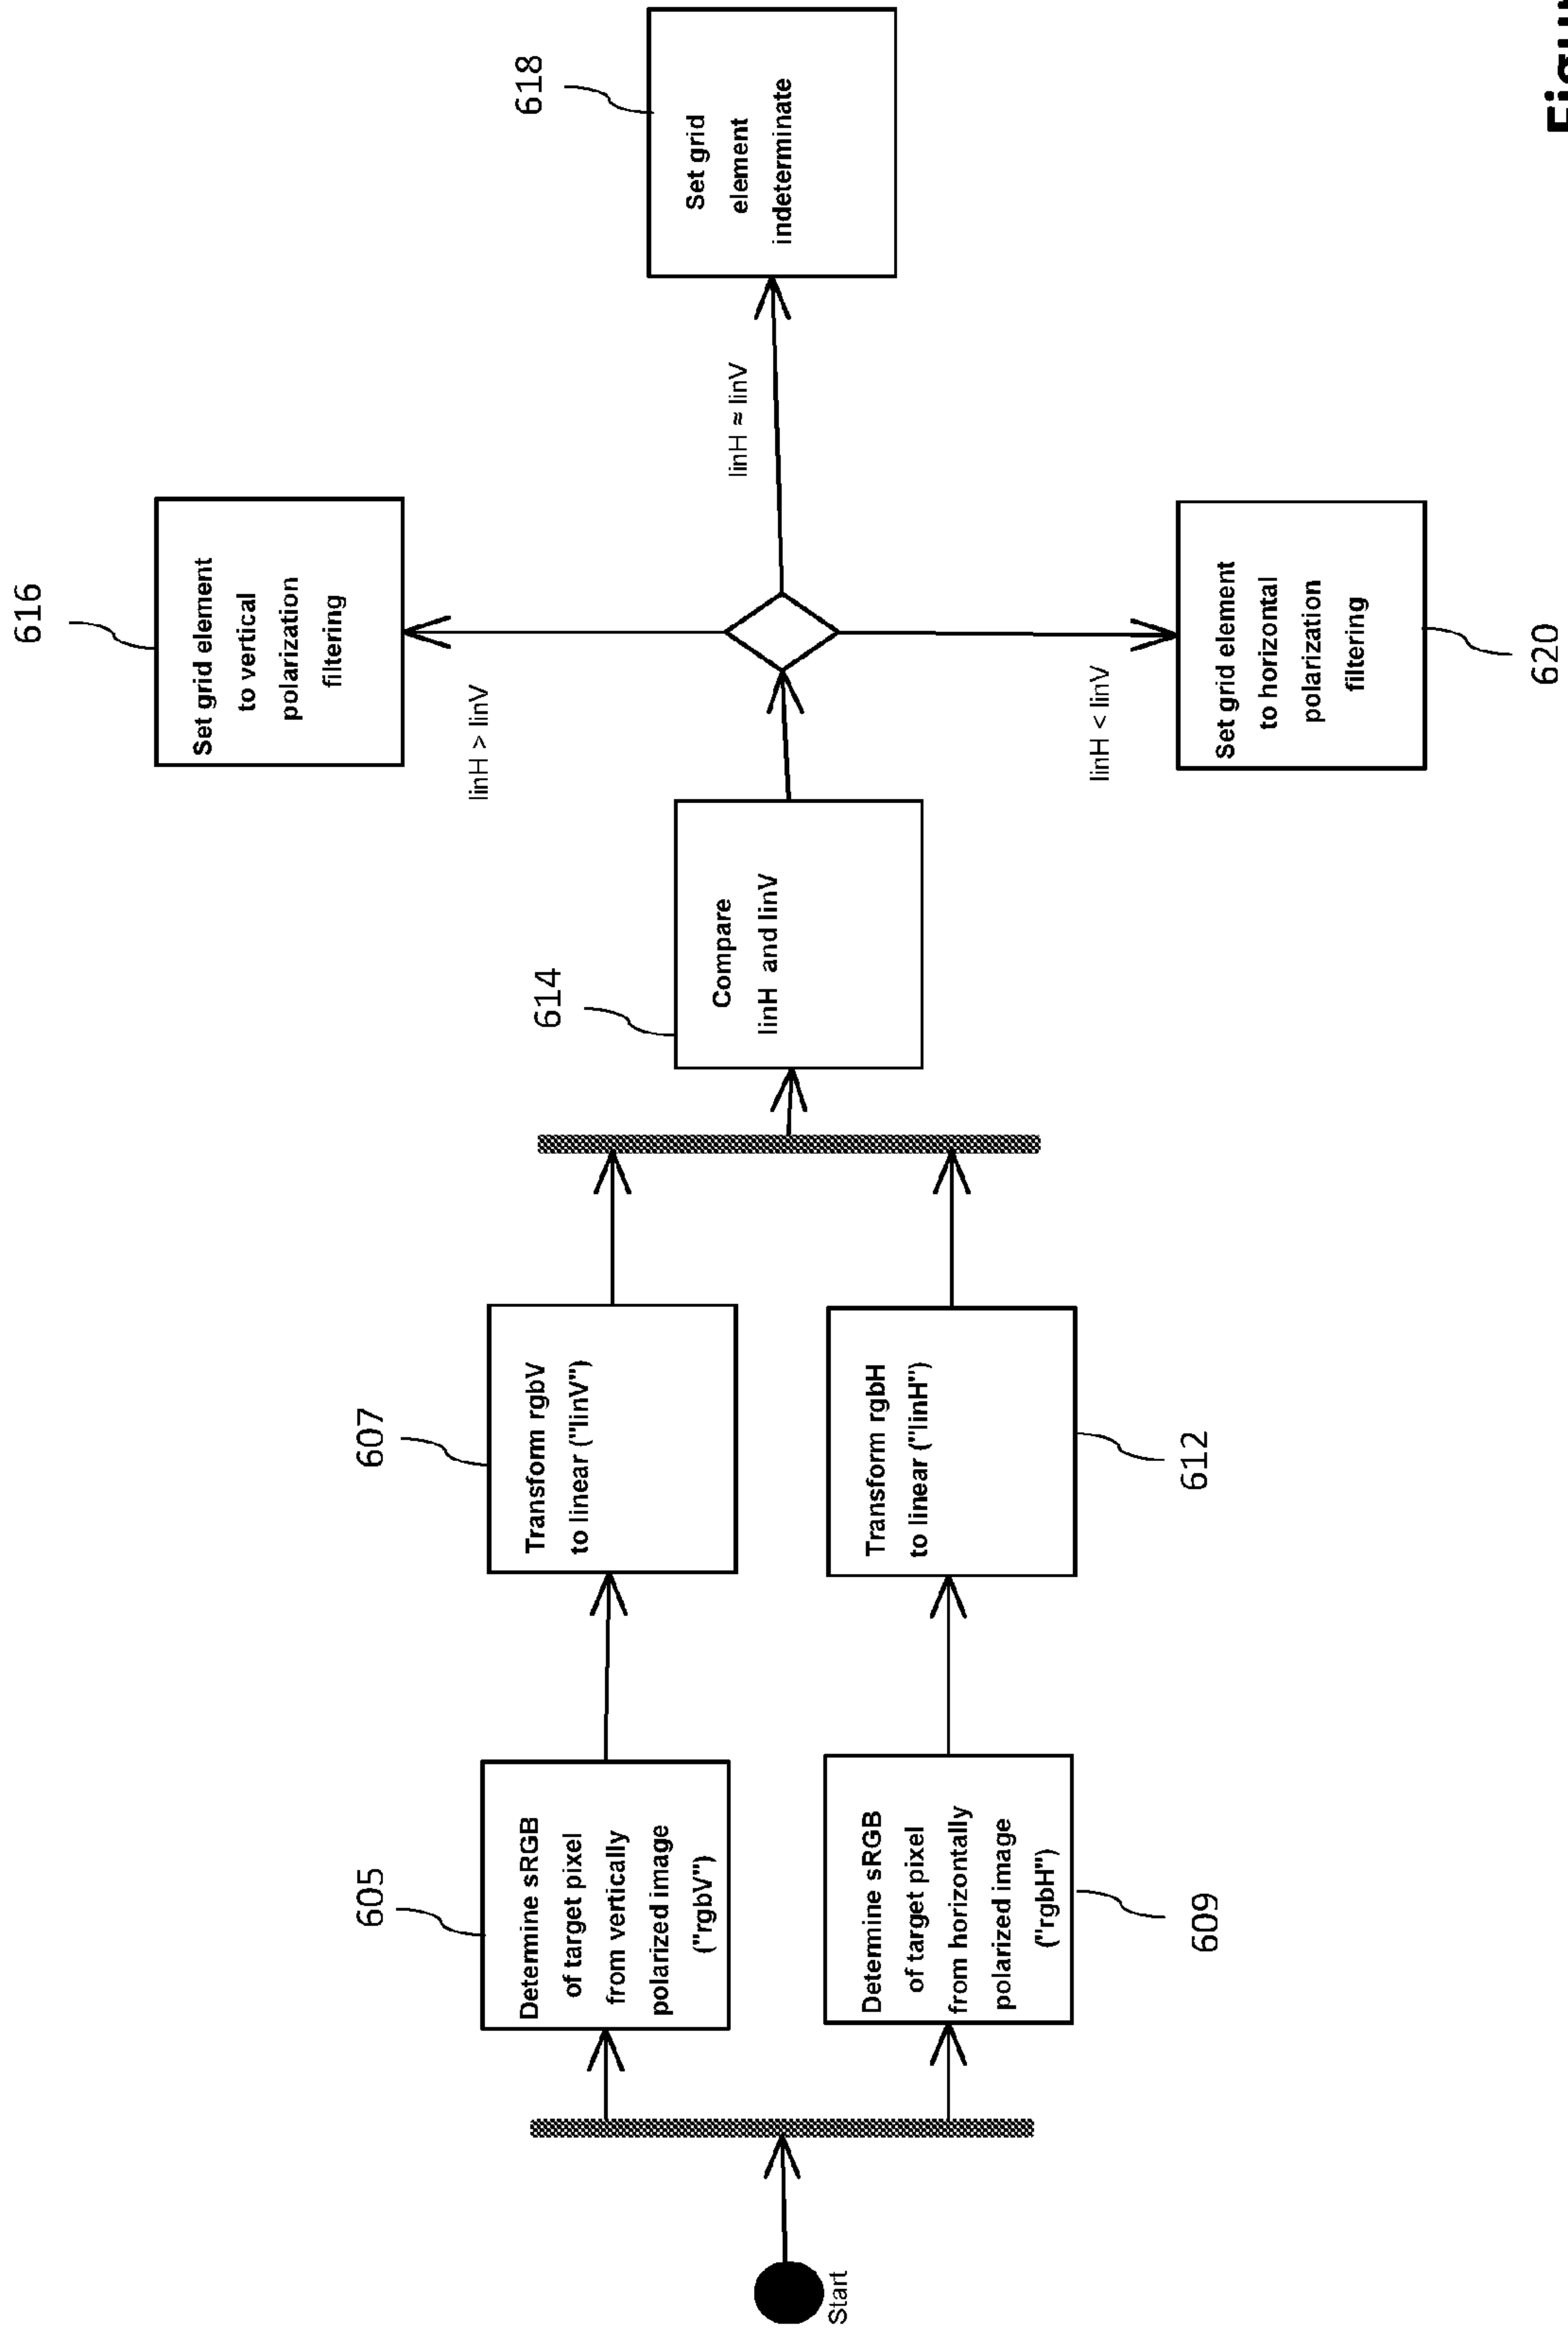 Start
605
Determine sRGB
of target pixel
from vertically
polarized image
("rgbV")
607
Transform rgbV
to linear ("linV")
609
Determine sRGB
of target pixel
from horizontally
polarized image
("rgbH")
612
Transform rgbH
to linear ("linH")
614
Compare
linH and linV
linH > linV
616
Set grid element
to vertical
polarization
filtering
linH ≈ linV
618
Set grid
element
indeterminate
linH < linV
620
Set grid element
to horizontal
polarization
filtering